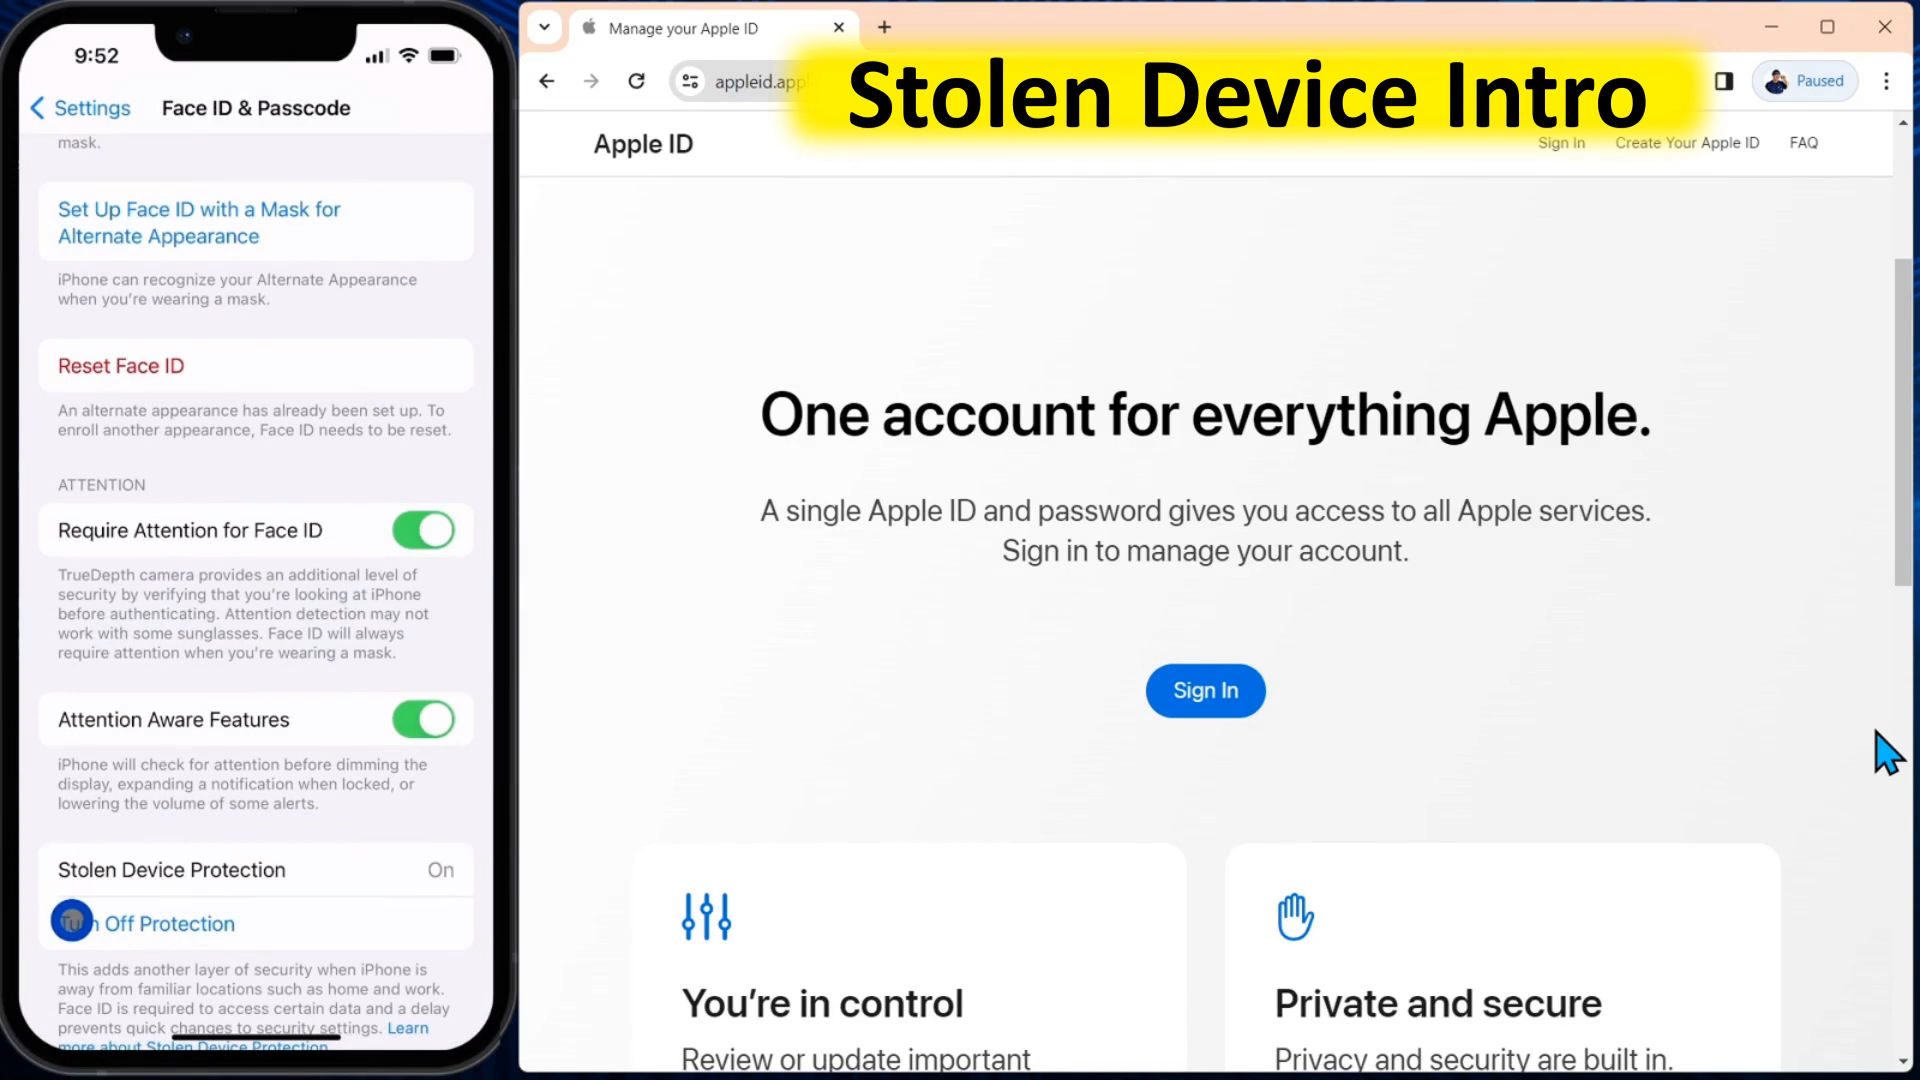 9:52
Settings
Face ID & Passcode
mask.
Set Up Face ID with a Mask for
Alternate Appearance
iPhone can recognize your Alternate Appearance
when you're wearing a mask.
Reset Face ID
An alternate appearance has already been set up. To
enroll another appearance, Face ID needs to be reset.
ATTENTION
Require Attention for Face ID
TrueDepth camera provides an additional level of
security by verifying that you're looking at iPhone
before authenticating. Attention detection may not
work with some sunglasses. Face ID will always
require attention when you're wearing a mask.
Attention Aware Features
iPhone will check for attention before dimming the
display, expanding a notification when locked, or
lowering the volume of some alerts.
Stolen Device Protection On
Turn Off Protection
This adds another layer of security when iPhone is
away from familiar locations such as home and work.
Face ID is required to access certain data and a delay
prevents quick changes to security settings. Learn
more about Stolen Device Protection
Manage your Apple ID
appleid.app
Paused
Stolen Device Intro
Apple ID
Sign In
Create Your Apple ID
FAQ
One account for everything Apple.
A single Apple ID and password gives you access to all Apple services.
Sign in to manage your account.
Sign In
You're in control
Review or update important
Private and secure
Privacy and security are built in.